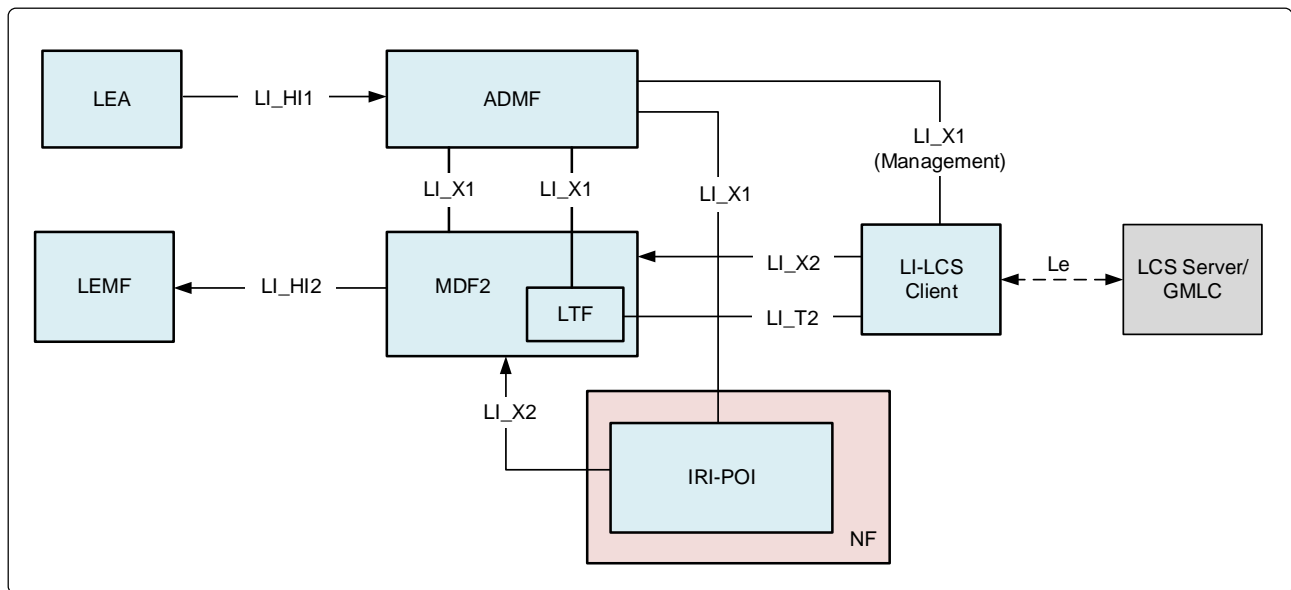 LEA
LI_HI1
ADMF
LI_X1
(Management)
LI_X1
LI_X1
LI_X1
LEMF
LI_HI2
MDF2
LTF
LI_X2
LI_T2
LI-LCS
Client
Le
LCS Server/
GMLC
LI_X2
IRI-POI
NF